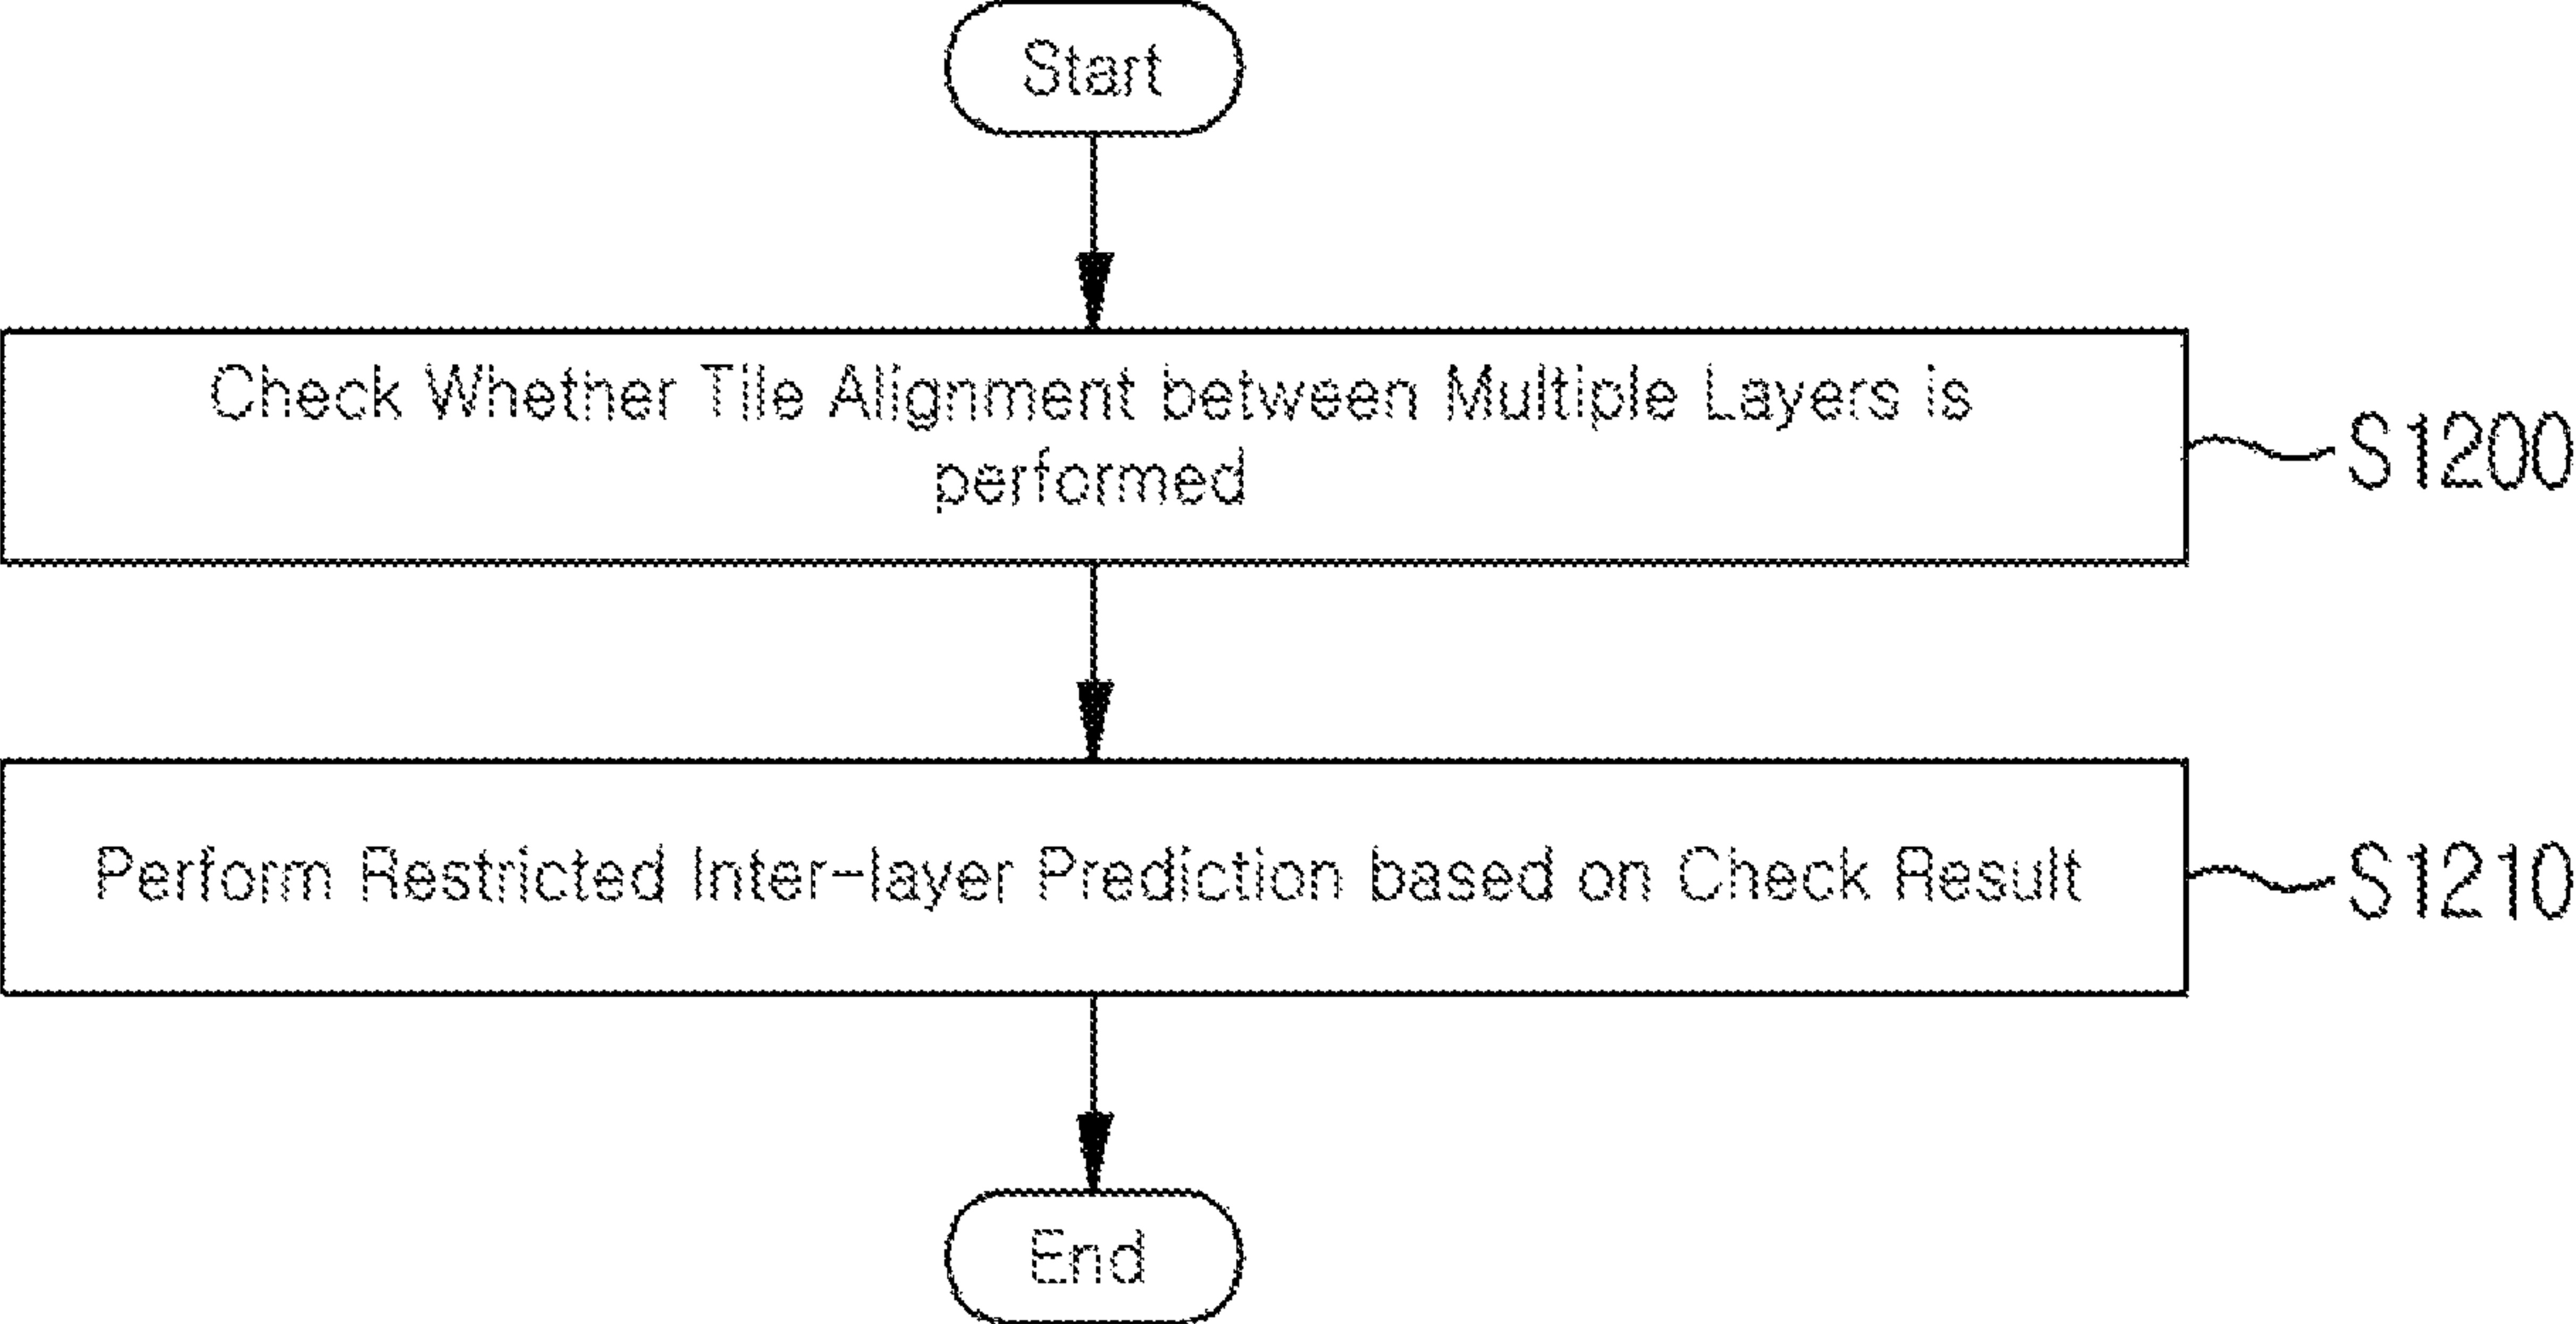 Start
Check Whether Tile Alignment between Multiple Layers is
performed
S1200
Perform Restricted Inter-layer Prediction based on Check Result
S1210
End